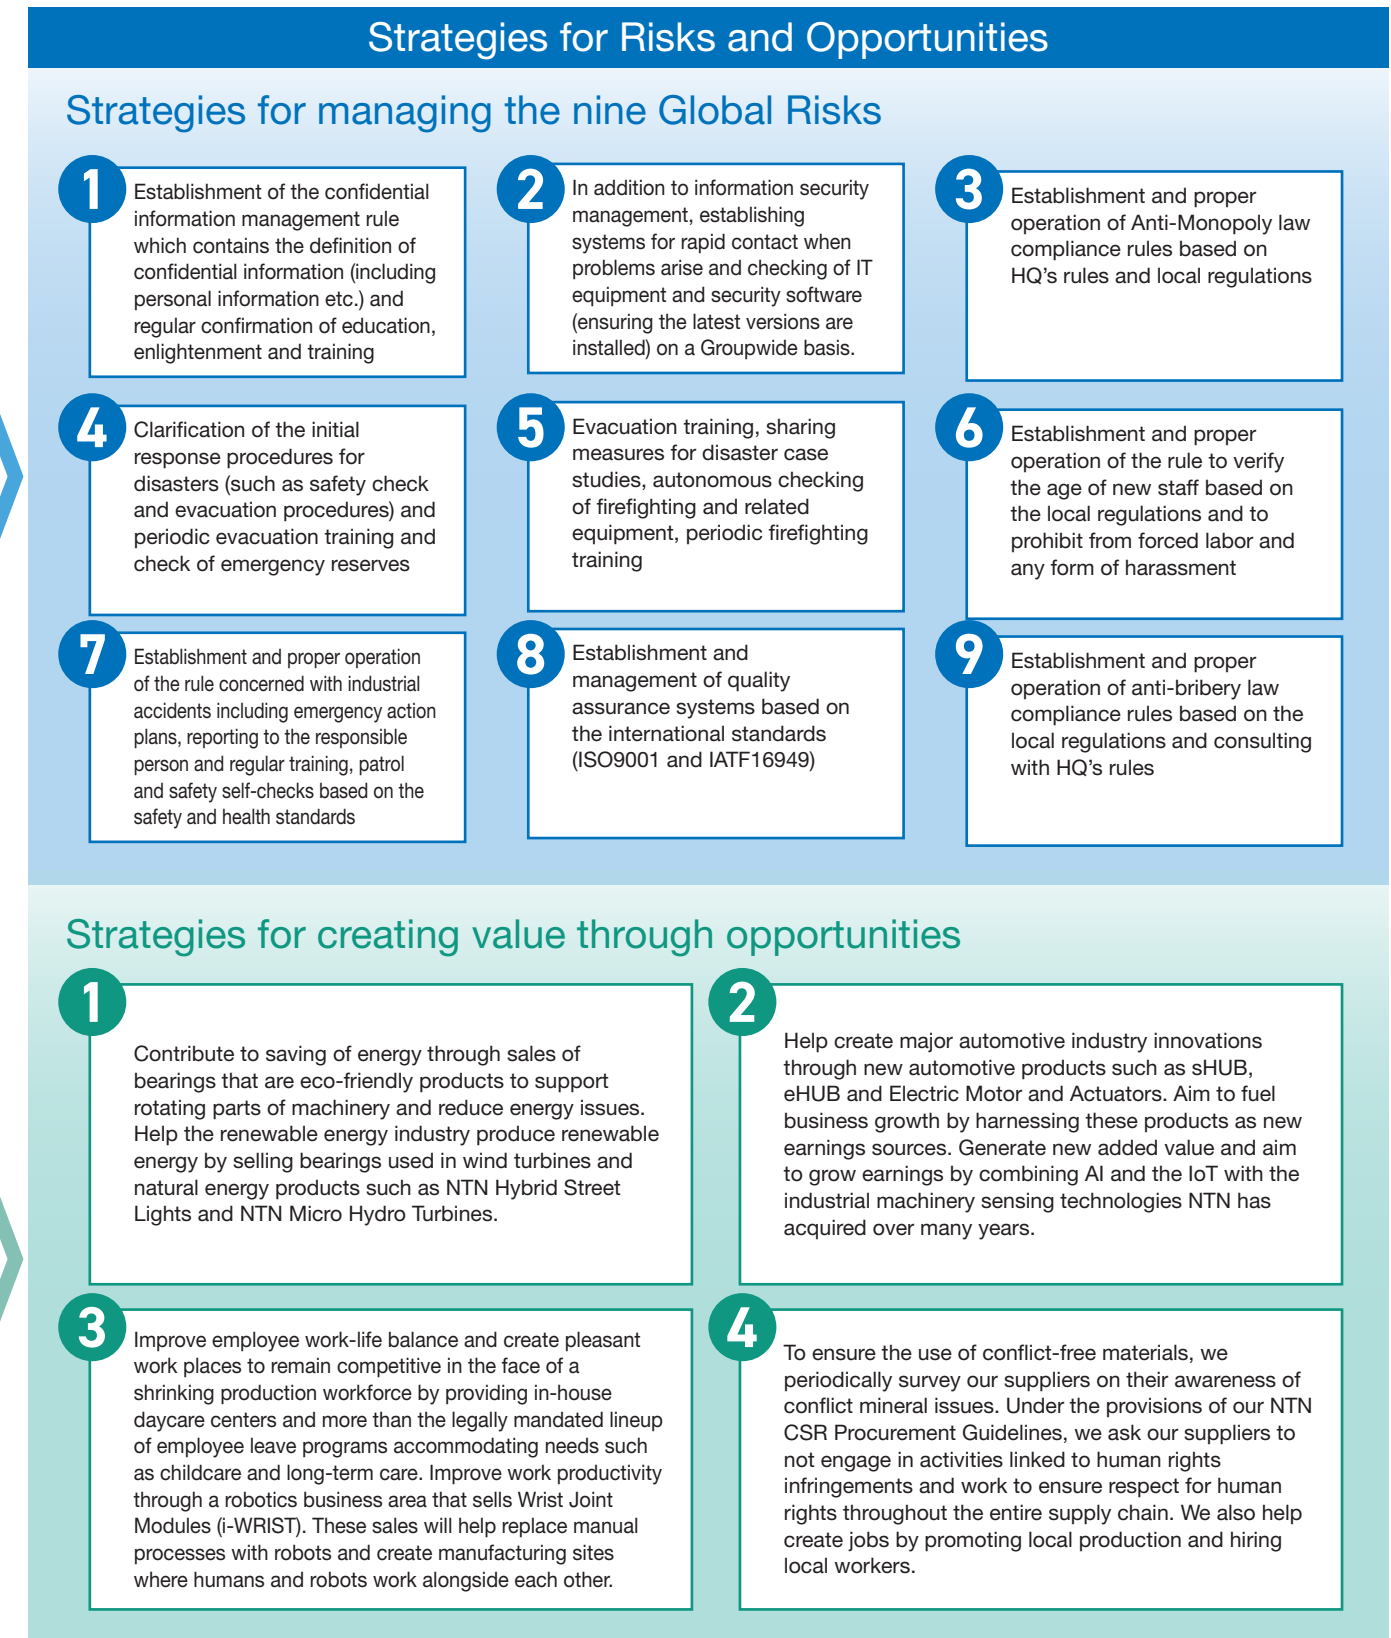 Strategies for Risks and Opportunities
Strategies for managing the nine Global Risks
1
Establishment of the confidential
information management rule
which contains the definition of
confidential information (including
personal information etc.) and
regular confirmation of education,
enlightenment and training
2
In addition to information security
management, establishing
systems for rapid contact when
problems arise and checking of IT
equipment and security software
(ensuring the latest versions are
installed) on a Groupwide basis.
3
Establishment and proper
operation of Anti-Monopoly law
compliance rules based on
HQ's rules and local regulations
4
Clarification of the initial
response procedures for
disasters (such as safety check
and evacuation procedures) and
periodic evacuation training and
check of emergency reserves
5
Evacuation training, sharing
measures for disaster case
studies, autonomous checking
of firefighting and related
equipment, periodic firefighting
training
6
Establishment and proper
operation of the rule to verify
the age of new staff based on
the local regulations and to
prohibit from forced labor and
any form of harassment
7
Establishment and proper operation
of the rule concerned with industrial
accidents including emergency action
plans, reporting to the responsible
person and regular training, patrol
and safety self-checks based on the
safety and health standards
8
Establishment and
management of quality
assurance systems based on
the international standards
(ISO9001 and IATF16949)
9
Establishment and proper
operation of anti-bribery law
compliance rules based on the
local regulations and consulting
with HQ's rules
Strategies for creating value through opportunities
1
Contribute to saving of energy through sales of
bearings that are eco-friendly products to support
rotating parts of machinery and reduce energy issues.
Help the renewable energy industry produce renewable
energy by selling bearings used in wind turbines and
natural energy products such as NTN Hybrid Street
Lights and NTN Micro Hydro Turbines.
2
Help create major automotive industry innovations
through new automotive products such as sHUB,
eHUB and Electric Motor and Actuators. Aim to fuel
business growth by harnessing these products as new
earnings sources. Generate new added value and aim
to grow earnings by combining AI and the IoT with the
industrial machinery sensing technologies NTN has
acquired over many years.
3
Improve employee work-life balance and create pleasant
work places to remain competitive in the face of a
shrinking production workforce by providing in-house
daycare centers and more than the legally mandated lineup
of employee leave programs accommodating needs such
as childcare and long-term care. Improve work productivity
through a robotics business area that sells Wrist Joint
Modules (i-WRIST). These sales will help replace manual
processes with robots and create manufacturing sites
where humans and robots work alongside each other.
4
To ensure the use of conflict-free materials, we
periodically survey our suppliers on their awareness of
conflict mineral issues. Under the provisions of our NTN
CSR Procurement Guidelines, we ask our suppliers to
not engage in activities linked to human rights
infringements and work to ensure respect for human
rights throughout the entire supply chain. We also help
create jobs by promoting local production and hiring
local workers.